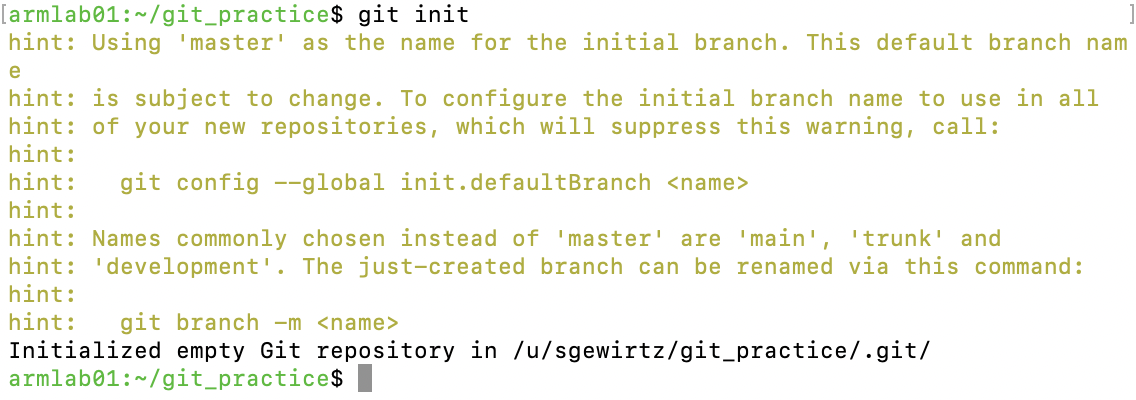 [armlab01:~/git_practice$ git init ]
hint: Using 'master' as the name for the initial branch. This default branch nam
e
hint: is subject to change. To configure the initial branch name to use in all
hint: of your new repositories, which will suppress this warning, call:
hint:
hint:   git config --global init.defaultBranch <name>
hint:
hint: Names commonly chosen instead of 'master' are 'main', 'trunk' and
hint: 'development'. The just-created branch can be renamed via this command:
hint:
hint:   git branch -m <name>
Initialized empty Git repository in /u/sgewirtz/git_practice/.git/
armlab01:~/git_practice$